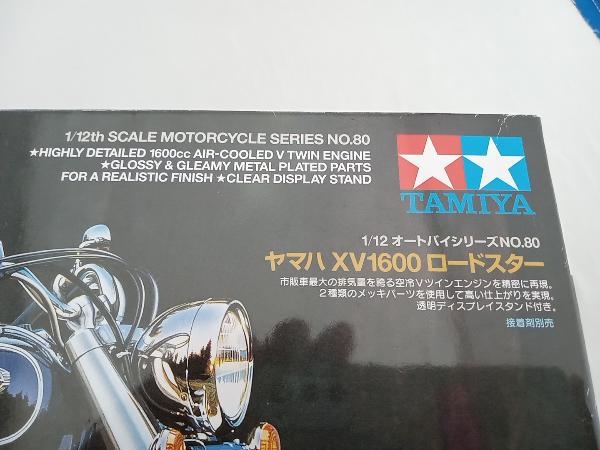 1/12th SCALE MOTORCYCLE SERIES NO.80
★HIGHLY DETAILED 1600cc AIR-COOLED V TWIN ENGINE
★GLOSSY & GLEAMY METAL PLATED PARTS
FOR A REALISTIC FINISH ★CLEAR DISPLAY STAND
TAMIYA
1/12 オートバイシリーズNO.80
ヤマハ XV1600 ロードスター
市販車最大の排気量を誇る空冷Vツインエンジンを精密に再現。
2種類のメッキパーツを使用して高い仕上がりを実現。
透明ディスプレイスタンド付き。
接着剤別売